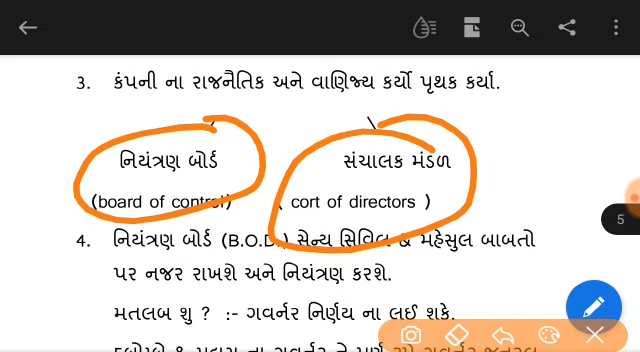 3. કંપની ના રાજનૈતિક અને વાણિજ્ય કર્યો પૃથક કર્યા.
નિયંત્રણ બોર્ડ સંચાલક મંડળ
(board of control) ( cort of directors )
5
4. નિયંત્રણ બોર્ડ (B.O.D.) સેન્ય સિવિલ & મહેસુલ બાબતો
પર નજર રાખશે અને નિયંત્રણ કરશે.
મતલબ શુ ? :- ગવર્નર નિર્ણય ના લઈ શકે.